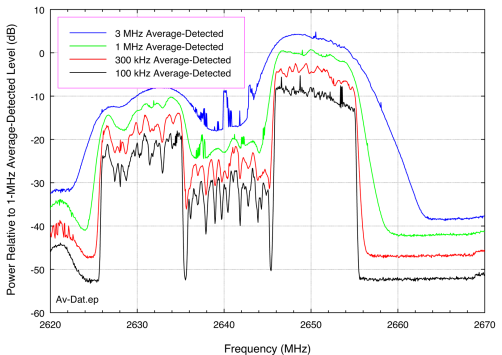 10
0
-10
-20
-30
-40
-50
-60
Power Relative to 1-MHz Average-Detected Level (dB)
3 MHz Average-Detected
1 MHz Average-Detected
300 kHz Average-Detected
100 kHz Average-Detected
Av-Dat.ep
2620 2630 2640 2650 2660 2670
Frequency (MHz)